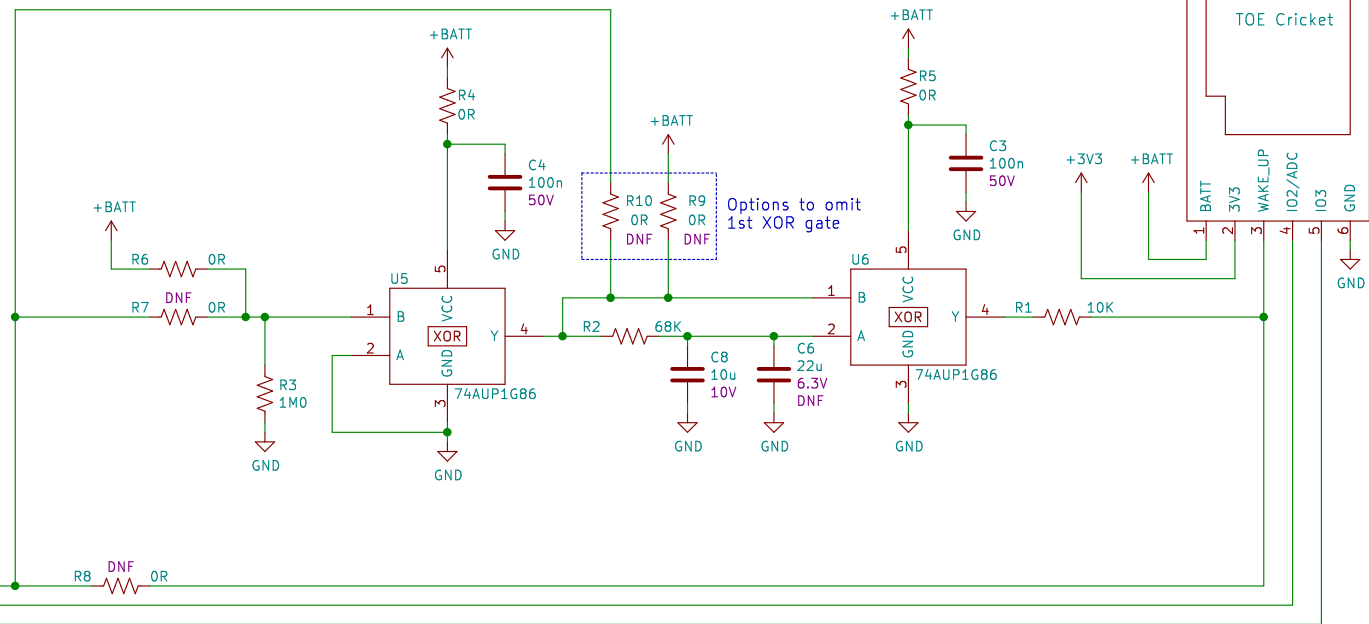 TOE Cricket
+BATT
+BATT
R4
0R
R5
0R
+BATT
C4
100n
50V
C3
100n
50V
+3V3
+BATT
BATT
3V3
WAKE_UP
IO2/ADC
IO3
GND
1
2
3
4
5
6
GND
R10
0R
DNF
R9
0R
DNF
Options to omit
1st XOR gate
+BATT
GND
GND
R6
0R
DNF
R7
0R
U5
5
VCC
1
B
XOR
2
A
GND
Y
4
3
74AUP1G86
GND
R3
1M0
GND
R2
68K
C8
10u
10V
GND
C6
22u
6.3V
DNF
GND
U6
5
VCC
1
B
XOR
2
A
GND
Y
4
3
74AUP1G86
GND
R1
10K
DNF
R8
0R